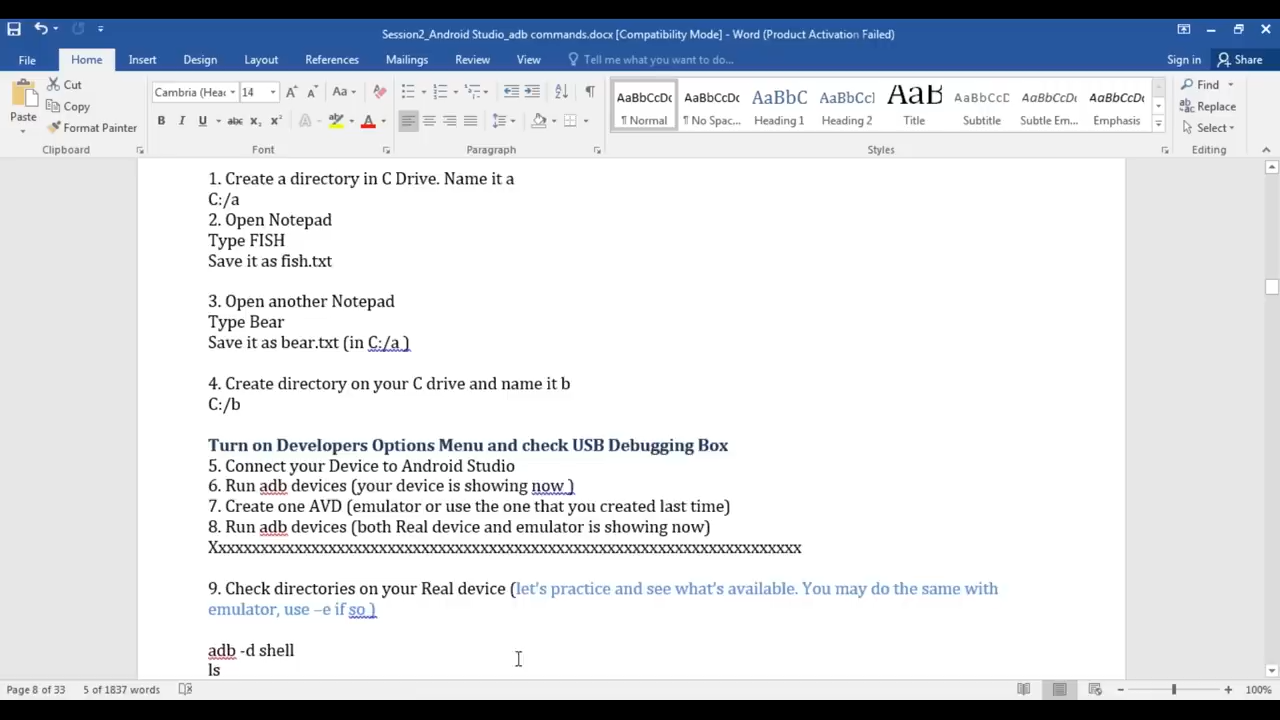 Session2_Android Studio_adb commands.docx [Compatibility Mode] - Word (Product Activation Failed)
File Home Insert Design Layout References Mailings Review View Tell me what you want to do... Sign in Share
Paste
Cut
Copy
Format Painter
Clipboard
Cambria (Head 14 Aa
B I U abc x₂ x² A A
Font
Paragraph
AaBbCcDc AaBbCcDc AaBbC AaBbCcI AaB AaBbCcD AaBbCcDc AaBbCcDc
¶ Normal ¶ No Spac... Heading 1 Heading 2 Title Subtitle Subtle Em... Emphasis
Styles
Find
Replace
Select
Editing
1. Create a directory in C Drive. Name it a
C:/a
2. Open Notepad
Type FISH
Save it as fish.txt
3. Open another Notepad
Type Bear
Save it as bear.txt (in C:/a )
4. Create directory on your C drive and name it b
C:/b
Turn on Developers Options Menu and check USB Debugging Box
5. Connect your Device to Android Studio
6. Run adb devices (your device is showing now )
7. Create one AVD (emulator or use the one that you created last time)
8. Run adb devices (both Real device and emulator is showing now)
Xxxxxxxxxxxxxxxxxxxxxxxxxxxxxxxxxxxxxxxxxxxxxxxxxxxxxxxxxxxxxxxxxxxxxx
9. Check directories on your Real device (let's practice and see what's available. You may do the same with
emulator, use –e if so )
adb -d shell
ls
Page 8 of 33 5 of 1837 words 100%